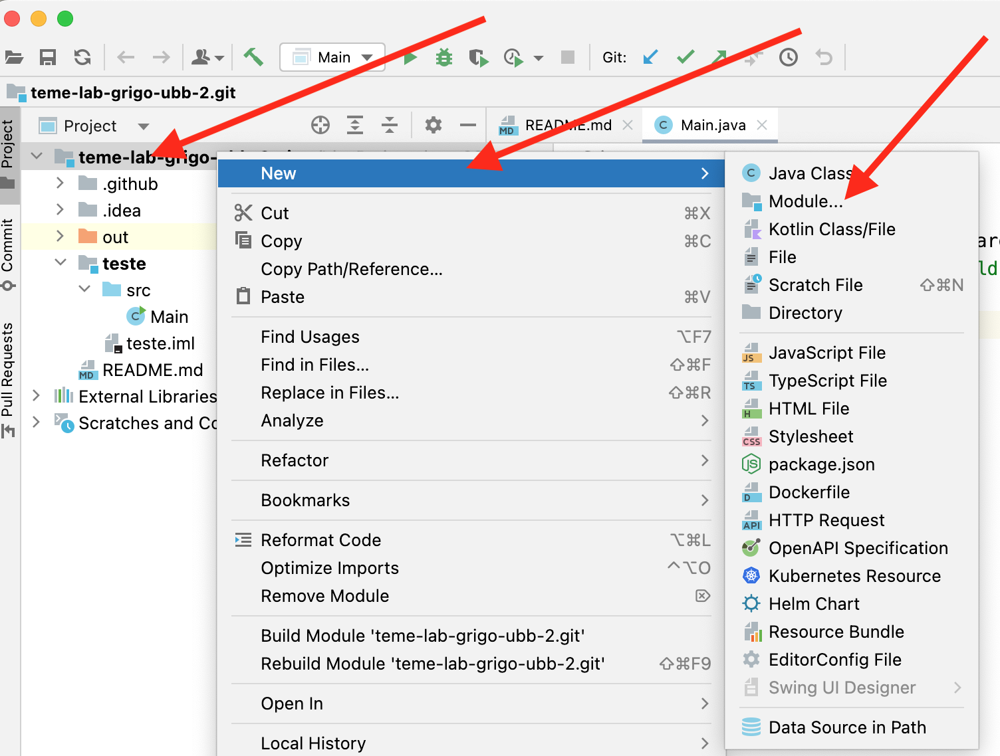 Main
Git:
teme-lab-grigo-ubb-2.git
Project
README.md
Main.java
Project
Commit
Pull Requests
teme-lab-grigo-
.github
.idea
out
teste
src
C Main
teste.iml
MD README.md
External Libraries
Scratches and Co
New
Cut ⌘X
Copy ⌘C
Copy Path/Reference...
Paste ⌘V
Find Usages ⌥F7
Find in Files... ⇧⌘F
Replace in Files... ⇧⌘R
Analyze
Refactor
Bookmarks
Reformat Code ⌥⌘L
Optimize Imports ^⌥O
Remove Module ⌦
Build Module 'teme-lab-grigo-ubb-2.git'
Rebuild Module 'teme-lab-grigo-ubb-2.git' ⇧⌘F9
Open In
Local History
C Java Class
Module...
Kotlin Class/File
File
Scratch File ⇧⌘N
Directory
JS JavaScript File
TS TypeScript File
H HTML File
CSS Stylesheet
JS package.json
D Dockerfile
API HTTP Request
OpenAPI Specification
Kubernetes Resource
Helm Chart
Resource Bundle
EditorConfig File
Swing UI Designer
Data Source in Path
ld